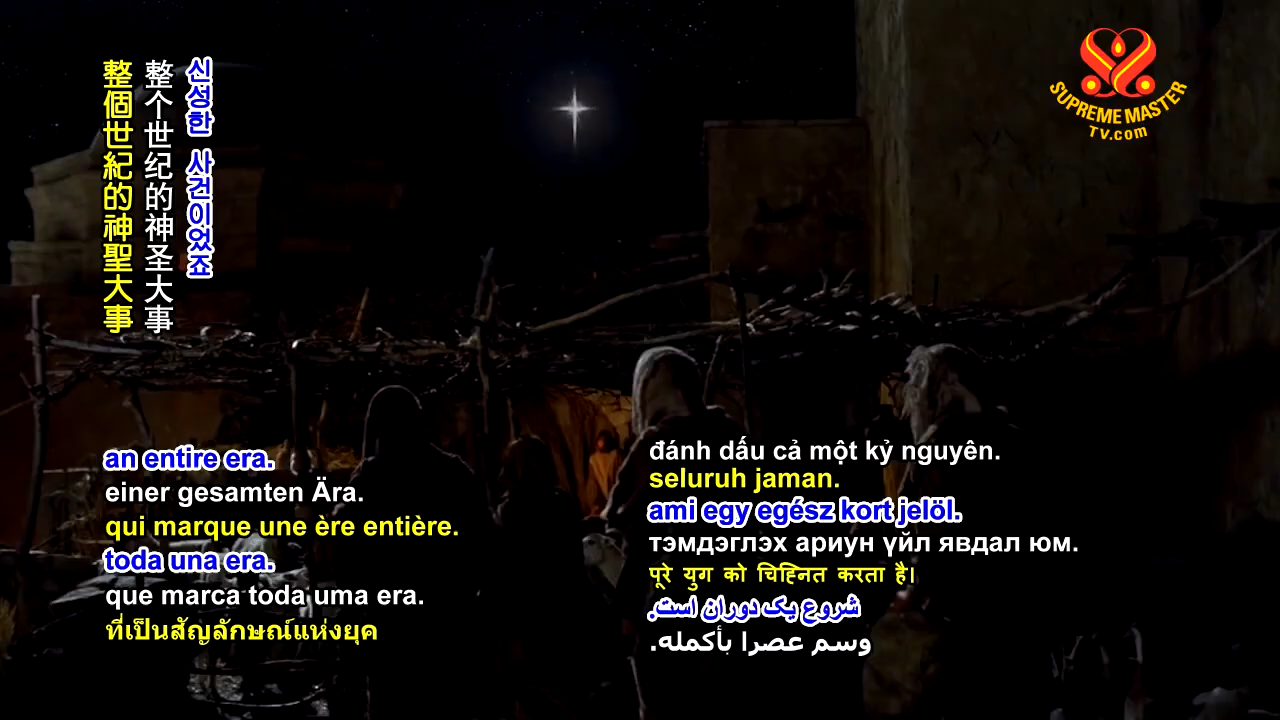 整個世紀的神聖大事
整个世纪的神圣大事
신성한 사건이었죠
SUPREME MASTER
TV.com
an entire era.
einer gesamten Ära.
qui marque une ère entière.
toda una era.
que marca toda uma era.
ที่เป็นสัญลักษณ์แห่งยุค
đánh dấu cả một kỷ nguyên.
seluruh jaman.
ami egy egész kort jelöl.
тэмдэглэх ариун үйл явдал юм.
पूरे युग को चिह्नित करता है।
شروع یک دوران است.
وسم عصرا بأكمله.